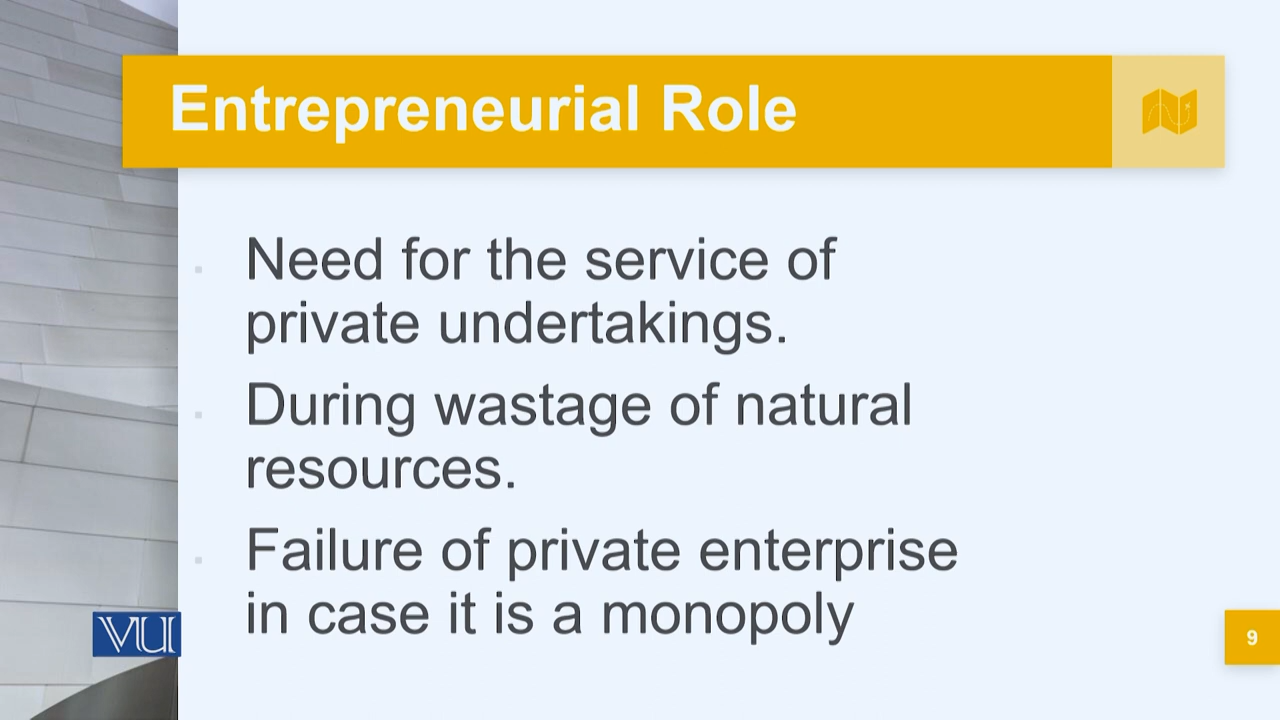 Entrepreneurial Role
Need for the service of
private undertakings.
During wastage of natural
resources.
Failure of private enterprise
in case it is a monopoly
VU
9